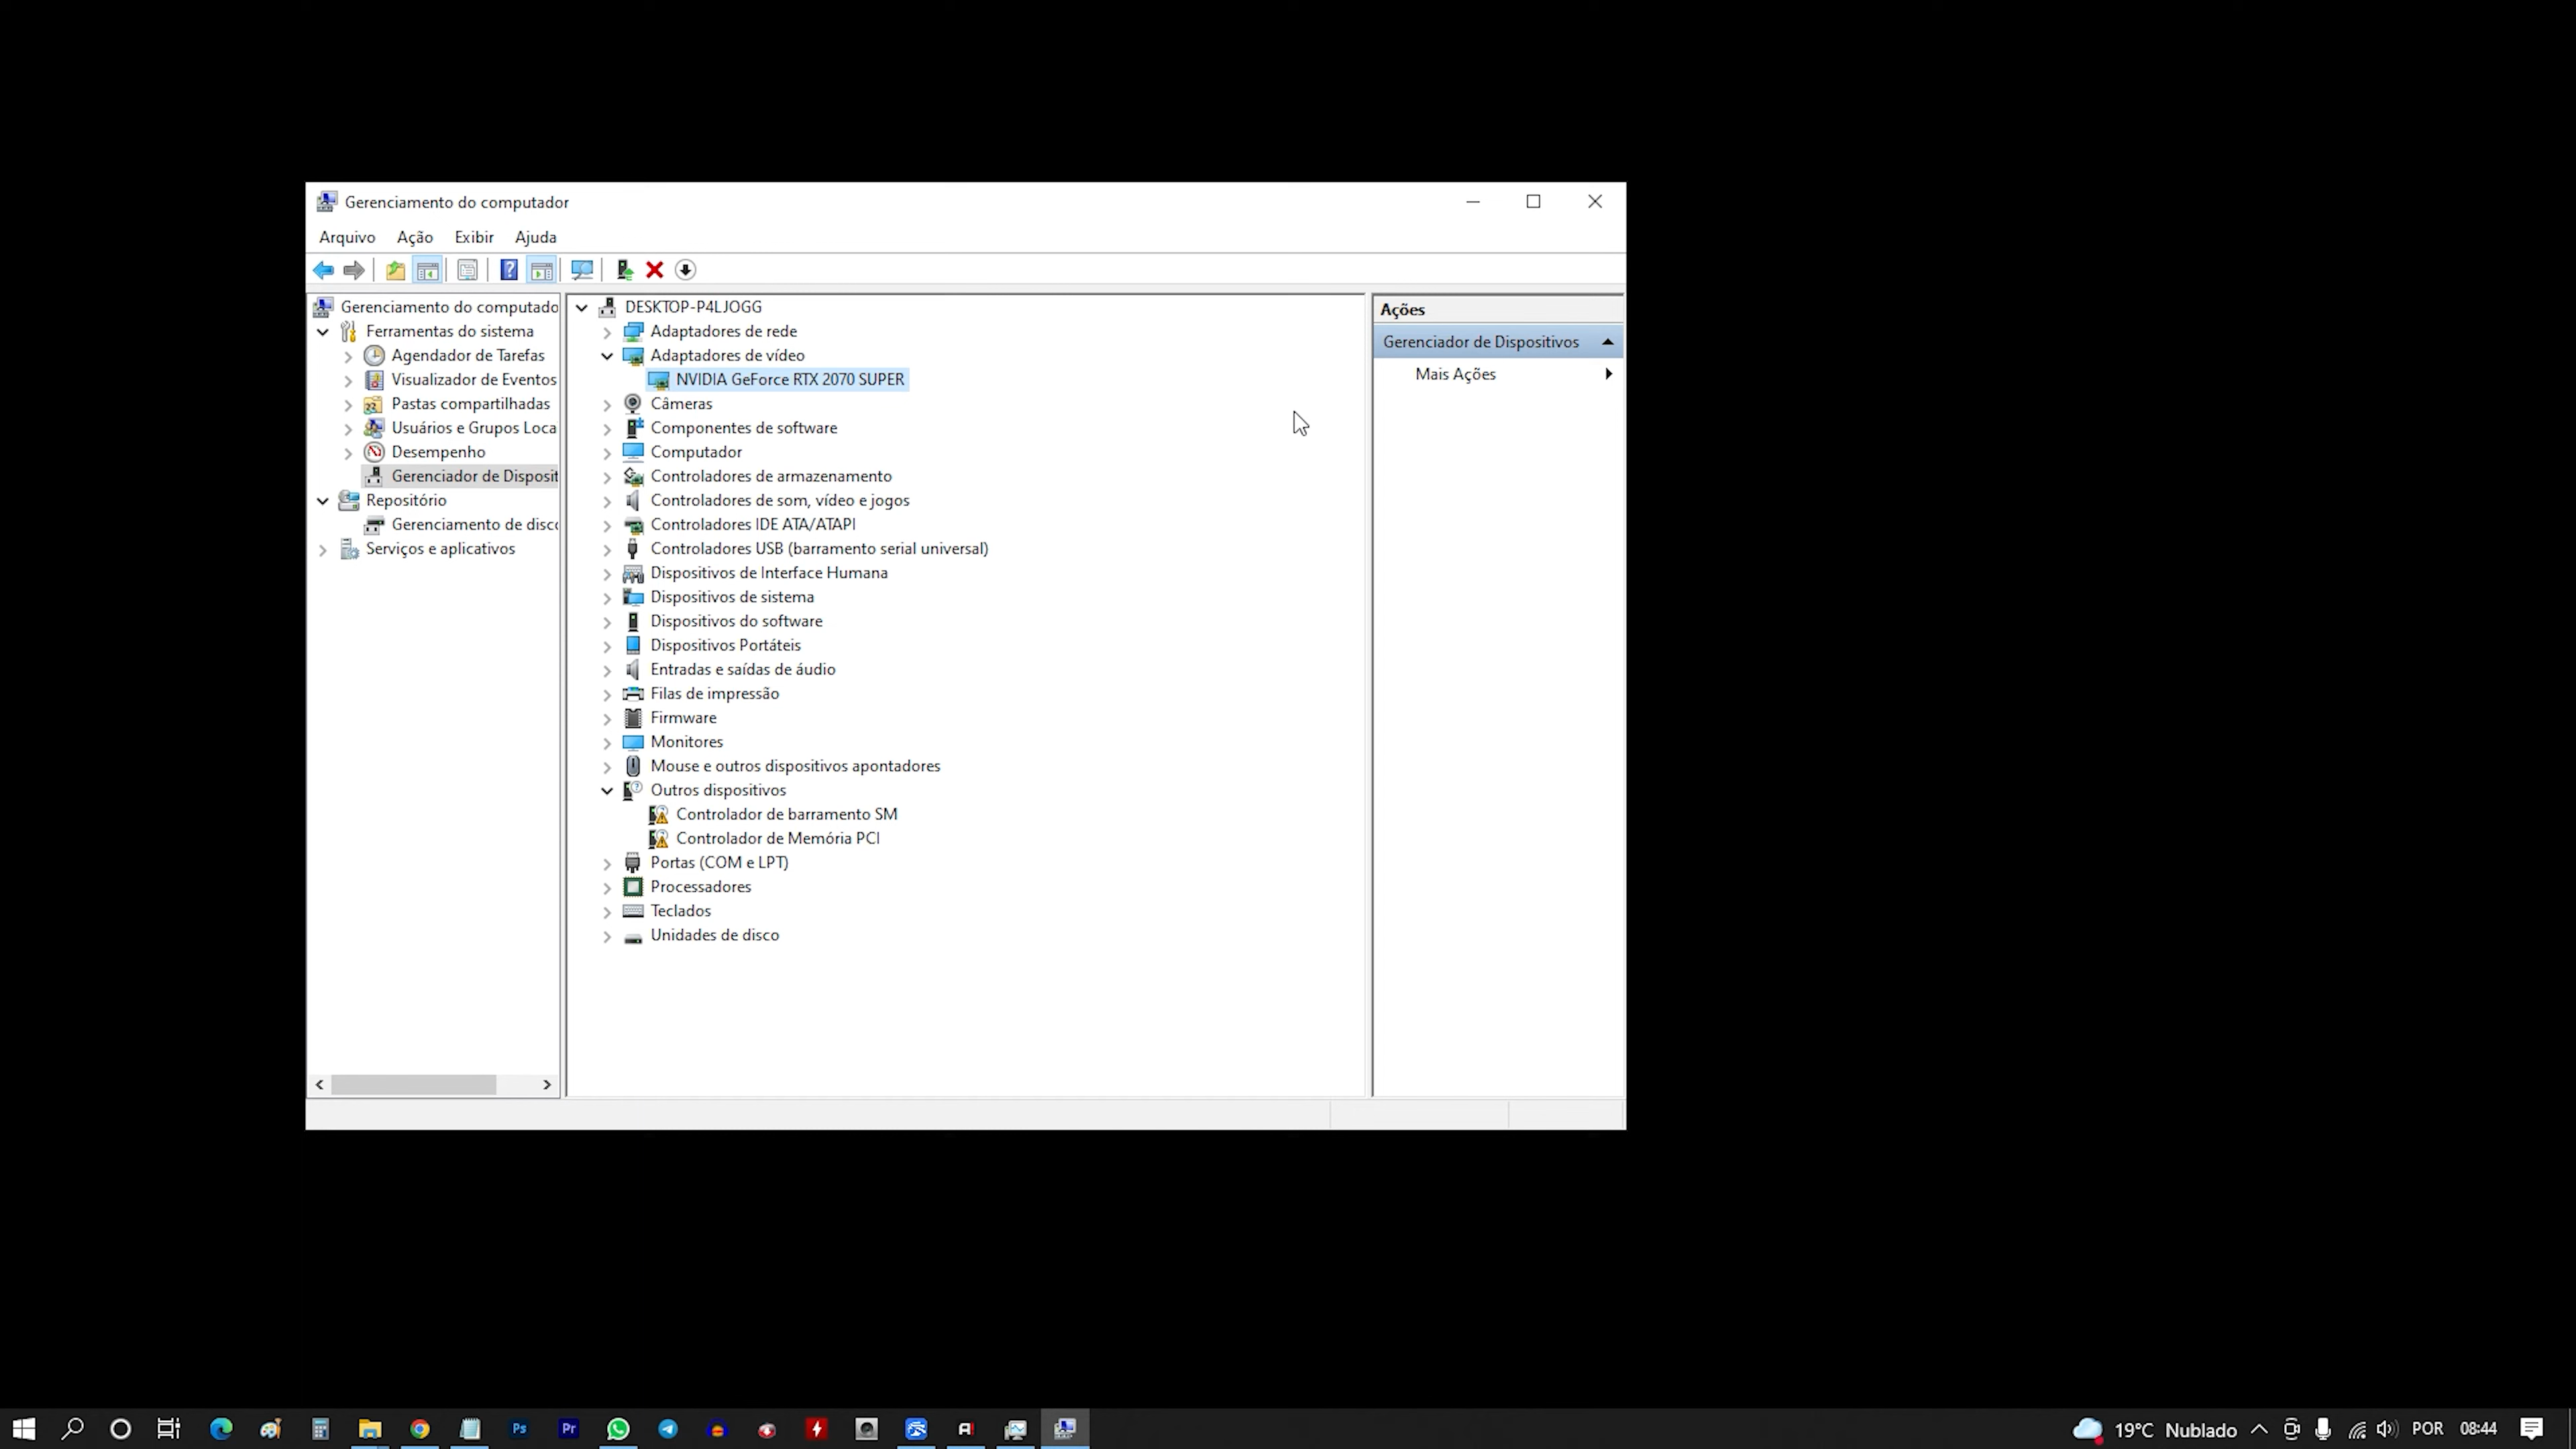 Gerenciamento do computador
Arquivo Ação Exibir Ajuda
Gerenciamento do computado
Ferramentas do sistema
Agendador de Tarefas
Visualizador de Eventos
Pastas compartilhadas
Usuários e Grupos Loca
Desempenho
Gerenciador de Disposit
Repositório
Gerenciamento de disc
Serviços e aplicativos
DESKTOP-P4LJOGG
Adaptadores de rede
Adaptadores de vídeo
NVIDIA GeForce RTX 2070 SUPER
Câmeras
Componentes de software
Computador
Controladores de armazenamento
Controladores de som, vídeo e jogos
Controladores IDE ATA/ATAPI
Controladores USB (barramento serial universal)
Dispositivos de Interface Humana
Dispositivos de sistema
Dispositivos do software
Dispositivos Portáteis
Entradas e saídas de áudio
Filas de impressão
Firmware
Monitores
Mouse e outros dispositivos apontadores
Outros dispositivos
Controlador de barramento SM
Controlador de Memória PCI
Portas (COM e LPT)
Processadores
Teclados
Unidades de disco
Ações
Gerenciador de Dispositivos
Mais Ações
Ps Pr A! 19°C Nublado POR 08:44